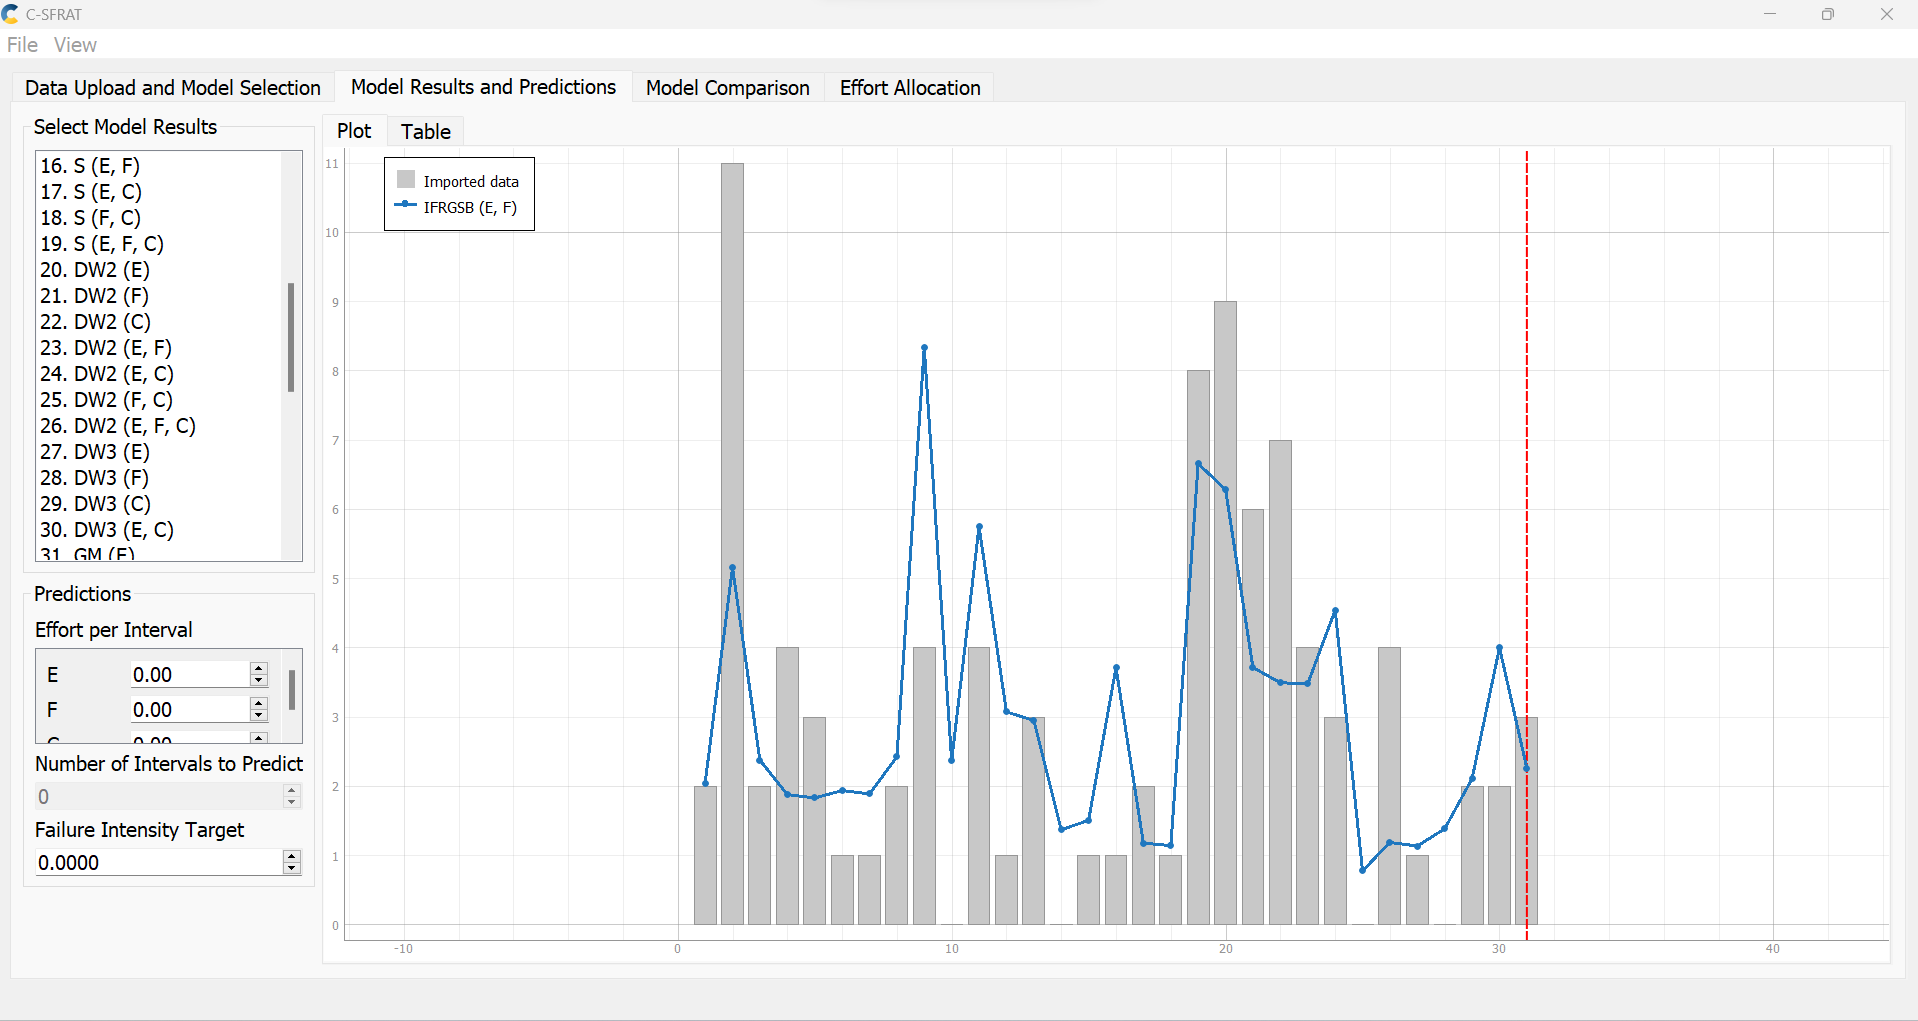 C-SFRAT
File View
Data Upload and Model Selection Model Results and Predictions Model Comparison Effort Allocation
Select Model Results
16. S (E, F)
17. S (E, C)
18. S (F, C)
19. S (E, F, C)
20. DW2 (E)
21. DW2 (F)
22. DW2 (C)
23. DW2 (E, F)
24. DW2 (E, C)
25. DW2 (F, C)
26. DW2 (E, F, C)
27. DW3 (E)
28. DW3 (F)
29. DW3 (C)
30. DW3 (E, C)
31. GM (E)
Predictions
Effort per Interval
E 0.00
F 0.00
C 0.00
Number of Intervals to Predict
0
Failure Intensity Target
0.0000
Plot Table
Imported data
IFRGSB (E, F)
11
10
9
8
7
6
5
4
3
2
1
0
-10 0 10 20 30 40